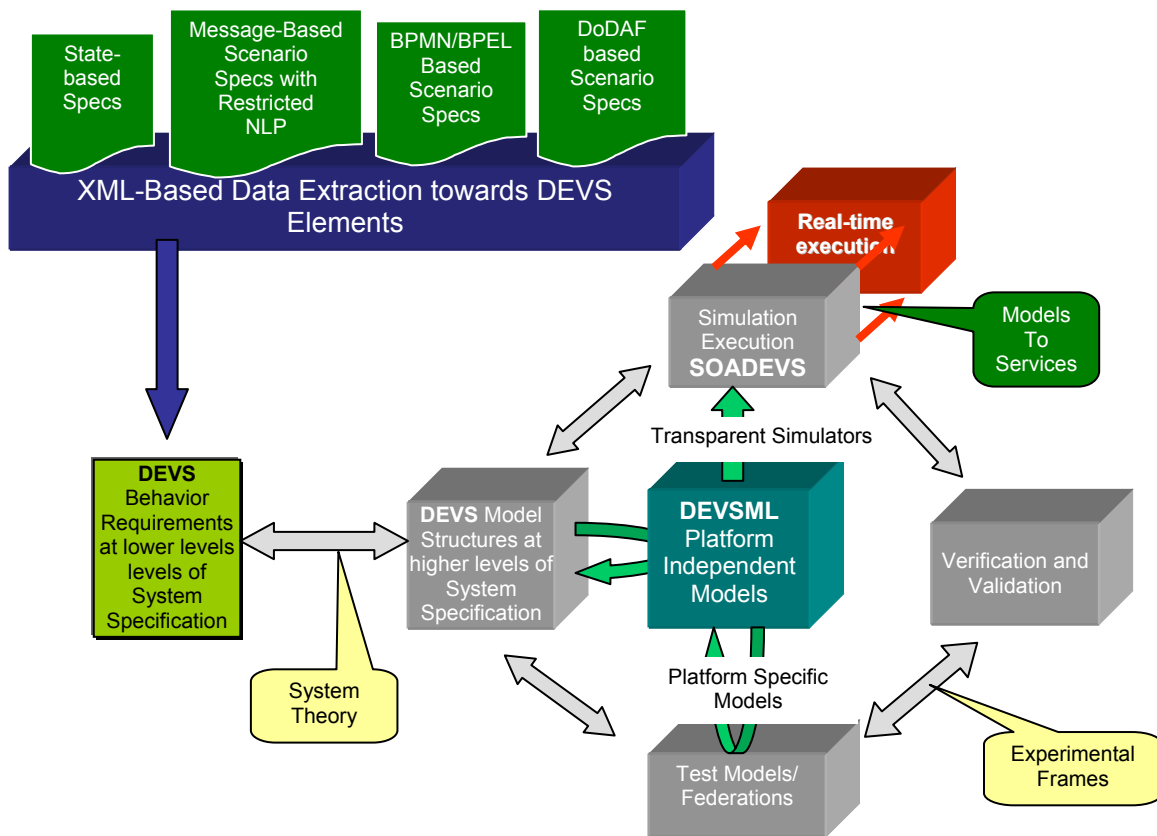 State-
based
Specs
Message-Based
Scenario
Specs with
Restricted
NLP
BPMN/BPEL
Based
Scenario
Specs
DoDAF
based
Scenario
Specs
XML-Based Data Extraction towards DEVS
Elements
Real-time
execution
Simulation
Execution
SOADEVS
Models
To
Services
Transparent Simulators
DEVS
Behavior
Requirements
at lower levels
levels of
System
Specification
DEVS Model
Structures at
higher levels of
System
Specification
DEVSML
Platform
Independent
Models
Verification and
Validation
System
Theory
Platform Specific
Models
Test Models/
Federations
Experimental
Frames